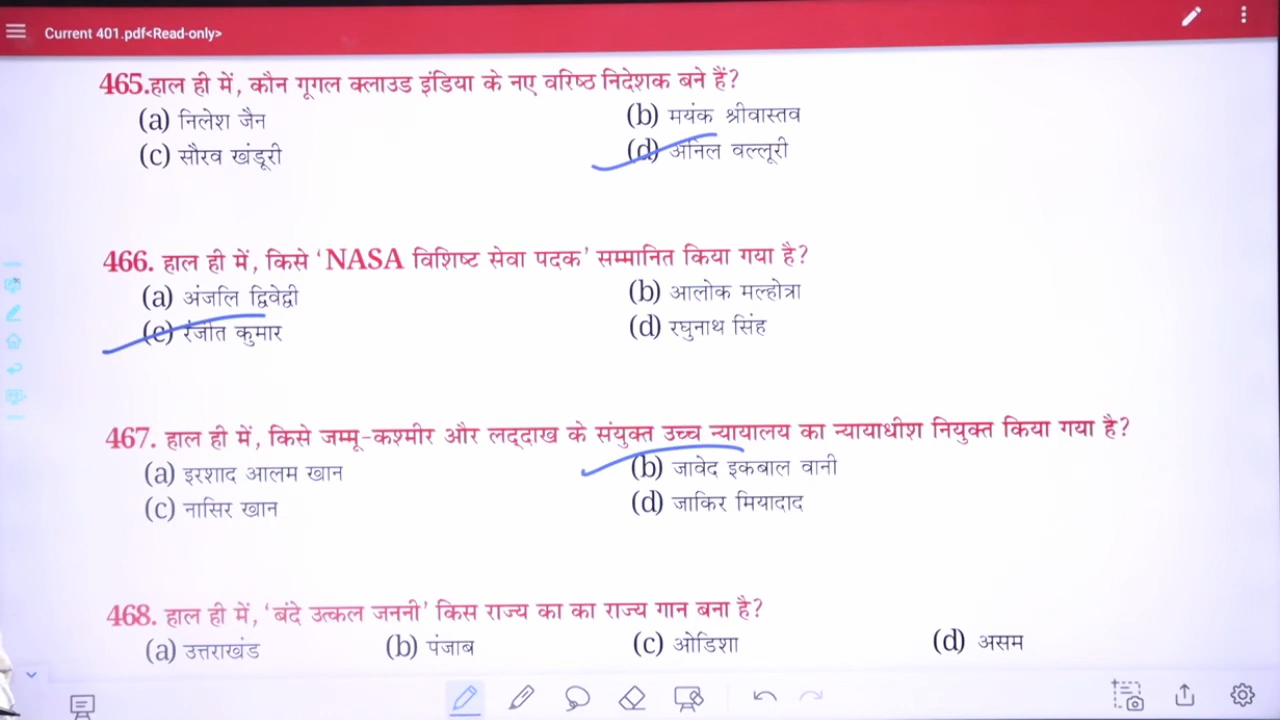 Current 401.pdf<Read-only>
465.हाल ही में, कौन गूगल क्लाउड इंडिया के नए वरिष्ठ निदेशक बने हैं?
(a) निलेश जैन (b) मयंक श्रीवास्तव
(c) सौरव खंडूरी (d) अनिल वल्लूरी
466. हाल ही में, किसे ‘NASA विशिष्ट सेवा पदक’ सम्मानित किया गया है?
(a) अंजलि द्विवेद्वी (b) आलोक मल्होत्रा
(c) रंजीत कुमार (d) रघुनाथ सिंह
467. हाल ही में, किसे जम्मू-कश्मीर और लद्दाख के संयुक्त उच्च न्यायालय का न्यायाधीश नियुक्त किया गया है?
(a) इरशाद आलम खान (b) जावेद इकबाल वानी
(c) नासिर खान (d) जाकिर मियादाद
468. हाल ही में, ‘बंदे उत्कल जननी’ किस राज्य का का राज्य गान बना है?
(a) उत्तराखंड (b) पंजाब (c) ओडिशा (d) असम